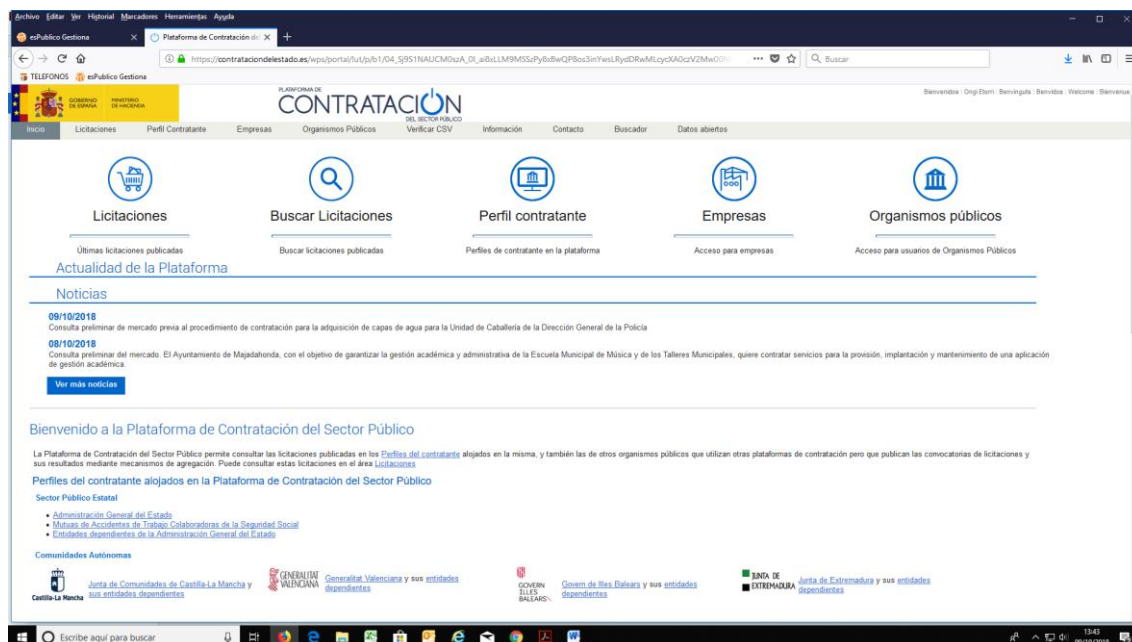 Archivo Editar Ver Historial Marcadores Herramientas Ayuda
esPublico Gestiona
Plataforma de Contratación de
https://contrataciondelestado.es/wps/portal/!ut/p/b1/
Buscar
TELEFONOS esPublico Gestiona
GOBIERNO DE ESPAÑA
MINISTERIO DE HACIENDA
PLATAFORMA DE
CONTRATACIÓN
DEL SECTOR PÚBLICO
Bienvenidos | Ongi Etorri | Benvinguts | Benvidos | Welcome | Bienvenue
Inicio Licitaciones Perfil Contratante Empresas Organismos Públicos Verificar CSV Información Contacto Buscador Datos abiertos
Licitaciones Buscar Licitaciones Perfil contratante Empresas Organismos públicos
Últimas licitaciones publicadas Buscar licitaciones publicadas Perfiles de contratante en la plataforma Acceso para empresas Acceso para usuarios de Organismos Públicos
Actualidad de la Plataforma
Noticias
09/10/2018
Consulta preliminar de mercado previa al procedimiento de contratación para la adquisición de capas de agua para la Unidad de Caballería de la Dirección General de la Policía
08/10/2018
Consulta preliminar del mercado. El Ayuntamiento de Majadahonda, con el objetivo de garantizar la gestión académica y administrativa de la Escuela Municipal de Música y de los Talleres Municipales, quiere contratar servicios para la provisión, implantación y mantenimiento de una aplicación
de gestión académica.
Ver más noticias
Bienvenido a la Plataforma de Contratación del Sector Público
La Plataforma de Contratación del Sector Público permite consultar las licitaciones publicadas en los Perfiles del contratante alojados en la misma, y también las de otros organismos públicos que utilizan otras plataformas de contratación pero que publican las convocatorias de licitaciones y
sus resultados mediante mecanismos de agregación. Puede consultar estas licitaciones en el área Licitaciones
Perfiles del contratante alojados en la Plataforma de Contratación del Sector Público
Sector Público Estatal
Administración General del Estado
Mutuas de Accidentes de Trabajo Colaboradoras de la Seguridad Social
Entidades dependientes de la Administración General del Estado
Comunidades Autónomas
Castilla-La Mancha
Junta de Comunidades de Castilla-La Mancha y
sus entidades dependientes
GENERALITAT
VALENCIANA
Generalitat Valenciana y sus entidades
dependientes
GOVERN
ILLES
BALEARS
Govern de Illes Balears y sus entidades
dependientes
JUNTA DE
EXTREMADURA
Junta de Extremadura y sus entidades
dependientes
Escribe aquí para buscar
13:43
09/10/2018